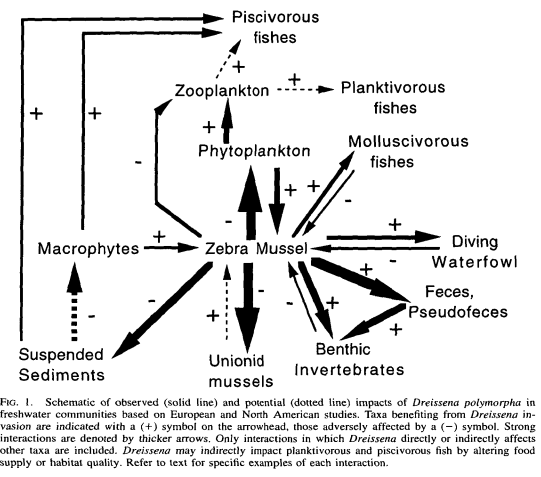 Piscivorous
fishes
+
Zooplankton
+
Planktivorous
fishes
+
+
+
Phytoplankton
Molluscivorous
fishes
-
+
+
-
-
+
Macrophytes
+
Zebra Mussel
+
-
Diving
Waterfowl
+
Feces,
Pseudofeces
-
-
+
-
-
+
+
Suspended
Sediments
Unionid
mussels
Benthic
Invertebrates
FIG. 1. Schematic of observed (solid line) and potential (dotted line) impacts of Dreissena polymorpha in
freshwater communities based on European and North American studies. Taxa benefiting from Dreissena in-
vasion are indicated with a (+) symbol on the arrowhead, those adversely affected by a (−) symbol. Strong
interactions are denoted by thicker arrows. Only interactions in which Dreissena directly or indirectly affects
other taxa are included. Dreissena may indirectly impact planktivorous and piscivorous fish by altering food
supply or habitat quality. Refer to text for specific examples of each interaction.